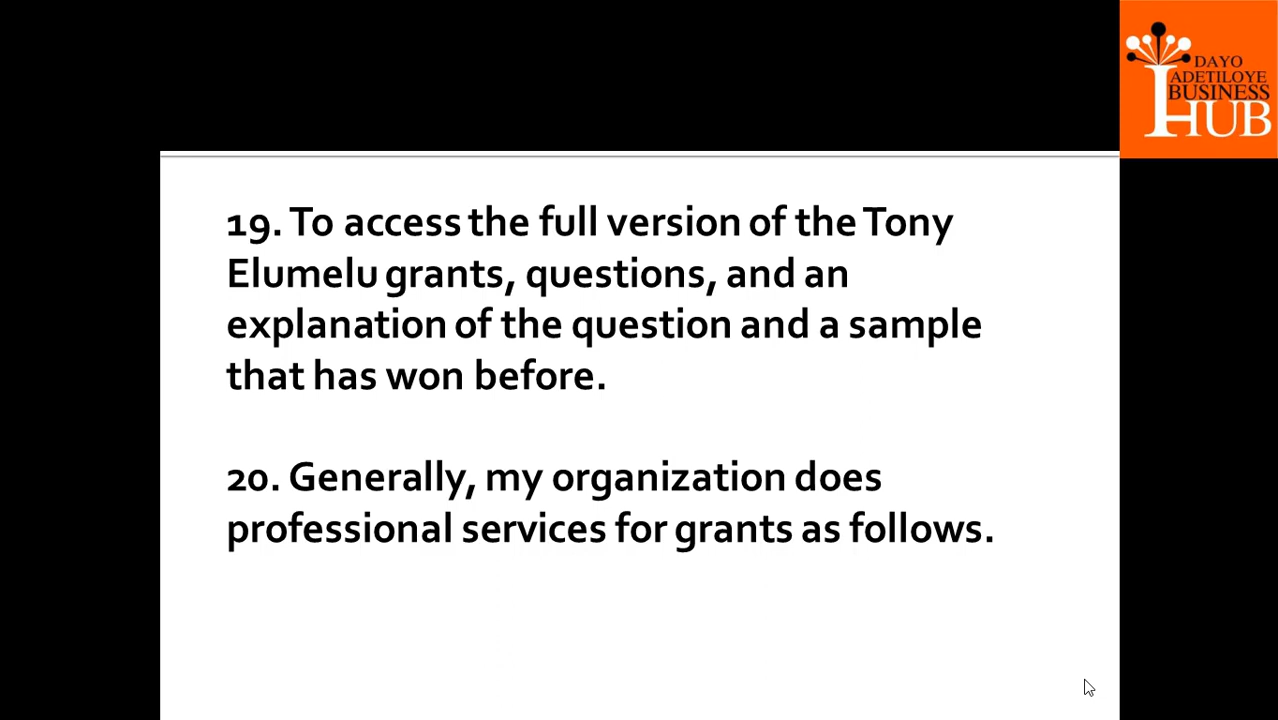 DAYO
ADETILOYE
BUSINESS
HUB
19. To access the full version of the Tony
Elumelu grants, questions, and an
explanation of the question and a sample
that has won before.
20. Generally, my organization does
professional services for grants as follows.